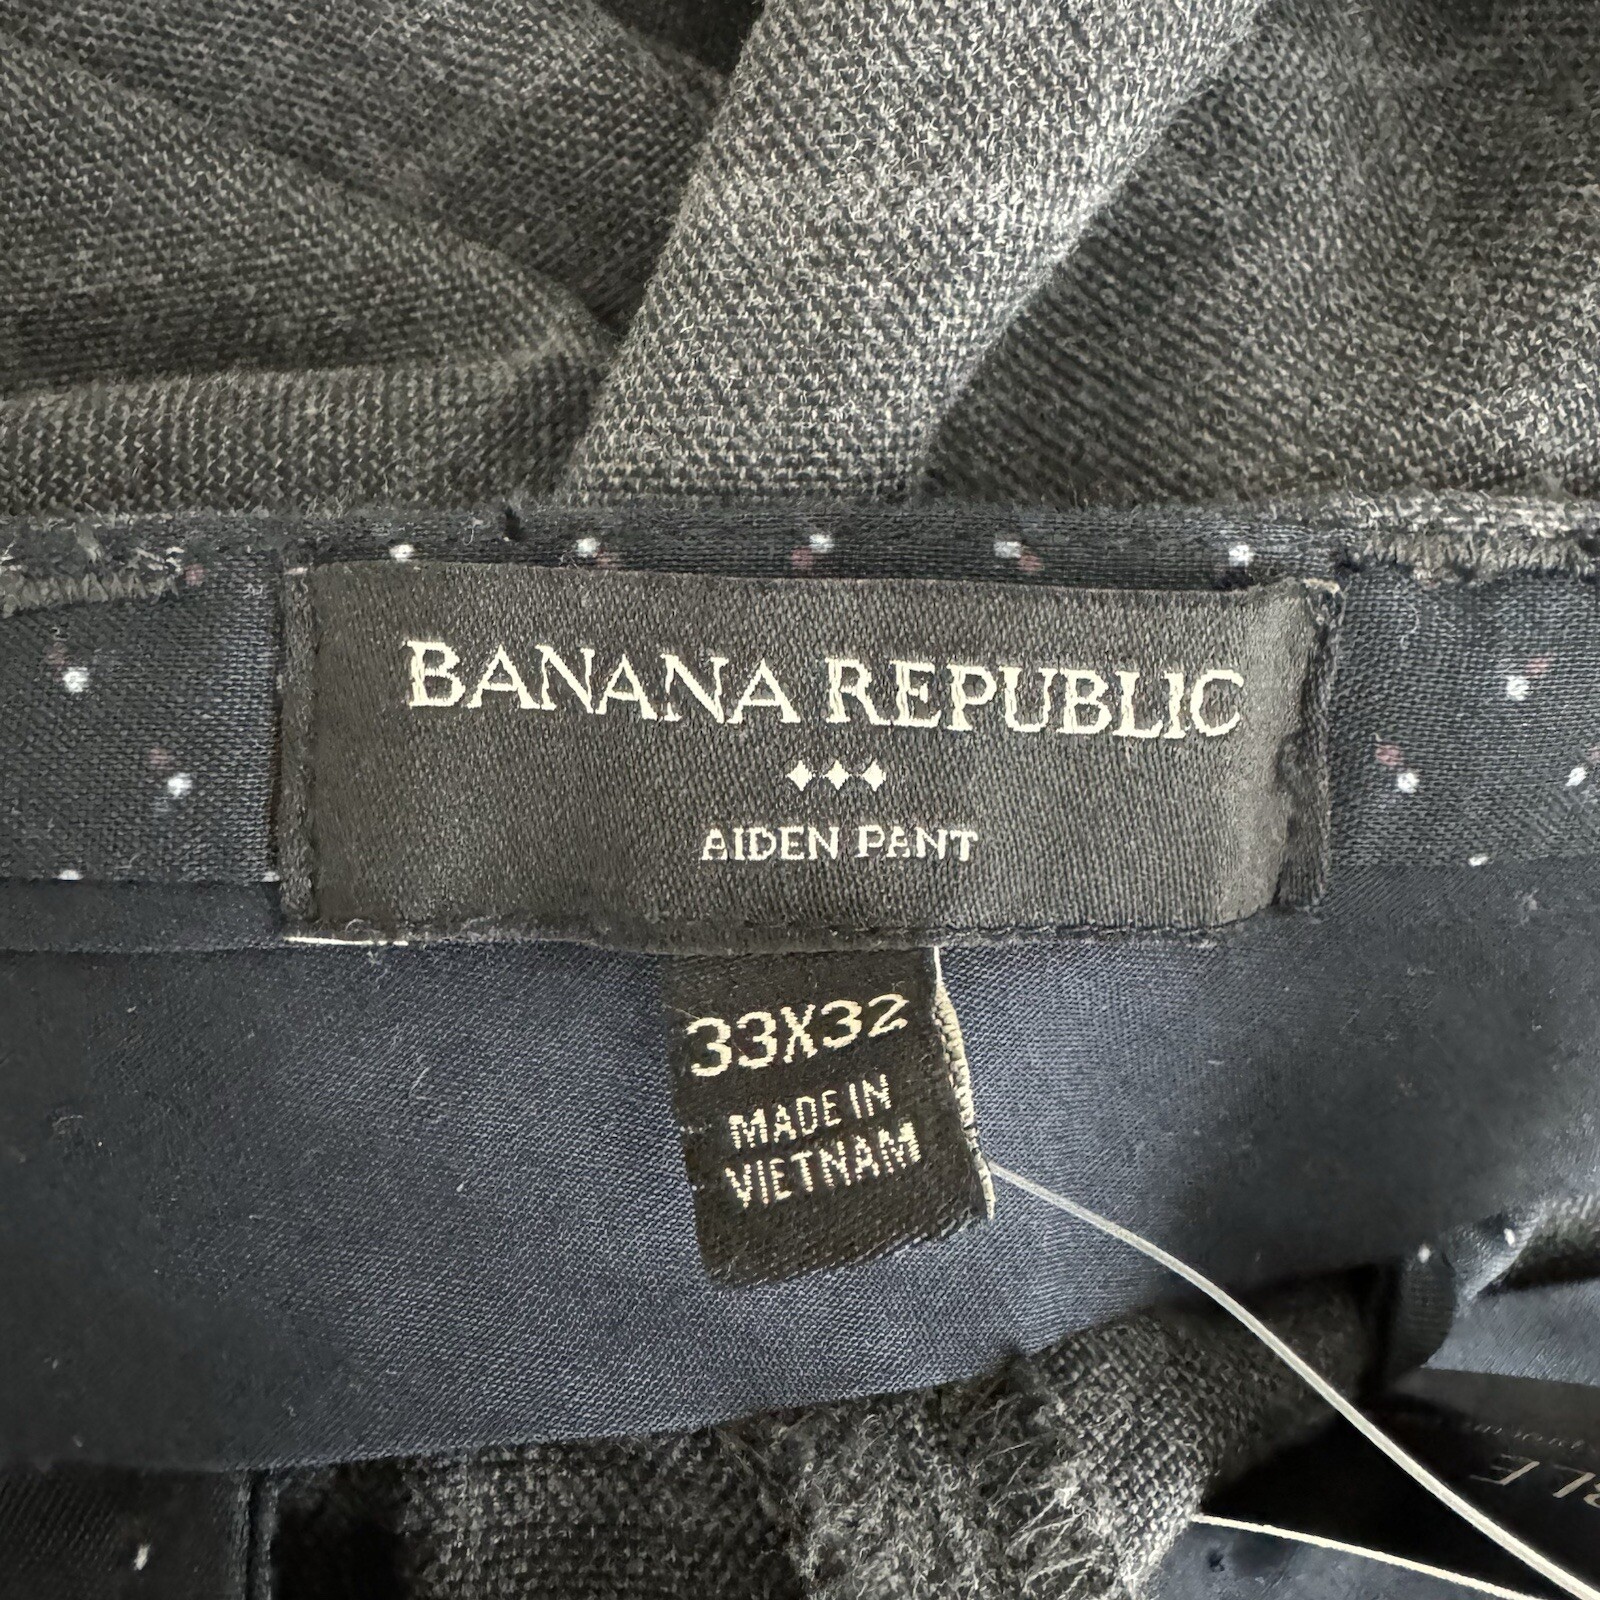 BANANA REPUBLIC
AIDEN PANT
33X32
MADE IN
VIETNAM